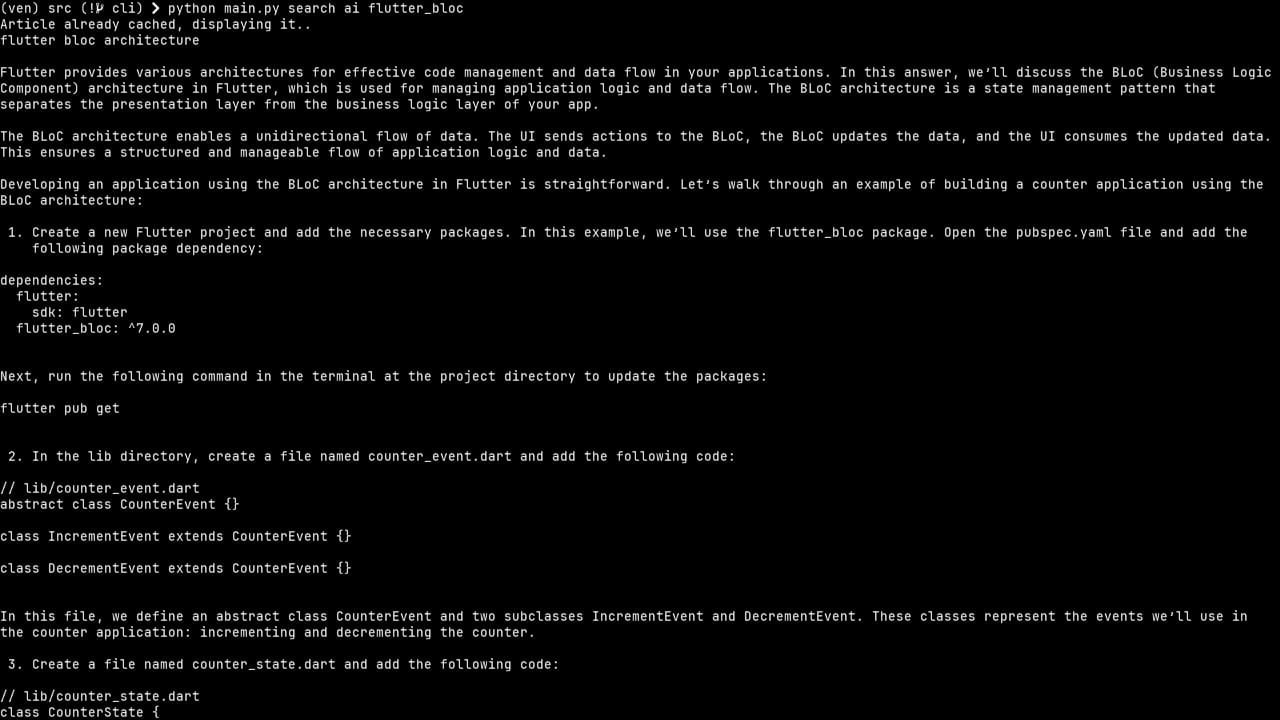 (ven) src (! cli) ❯ python main.py search ai flutter_bloc
Article already cached, displaying it..
flutter bloc architecture
Flutter provides various architectures for effective code management and data flow in your applications. In this answer, we'll discuss the BLoC (Business Logic
Component) architecture in Flutter, which is used for managing application logic and data flow. The BLoC architecture is a state management pattern that
separates the presentation layer from the business logic layer of your app.
The BLoC architecture enables a unidirectional flow of data. The UI sends actions to the BLoC, the BLoC updates the data, and the UI consumes the updated data.
This ensures a structured and manageable flow of application logic and data.
Developing an application using the BLoC architecture in Flutter is straightforward. Let's walk through an example of building a counter application using the
BLoC architecture:
1. Create a new Flutter project and add the necessary packages. In this example, we'll use the flutter_bloc package. Open the pubspec.yaml file and add the
following package dependency:
dependencies:
flutter:
sdk: flutter
flutter_bloc: ^7.0.0
Next, run the following command in the terminal at the project directory to update the packages:
flutter pub get
2. In the lib directory, create a file named counter_event.dart and add the following code:
// lib/counter_event.dart
abstract class CounterEvent {}
class IncrementEvent extends CounterEvent {}
class DecrementEvent extends CounterEvent {}
In this file, we define an abstract class CounterEvent and two subclasses IncrementEvent and DecrementEvent. These classes represent the events we'll use in
the counter application: incrementing and decrementing the counter.
3. Create a file named counter_state.dart and add the following code:
// lib/counter_state.dart
class CounterState {